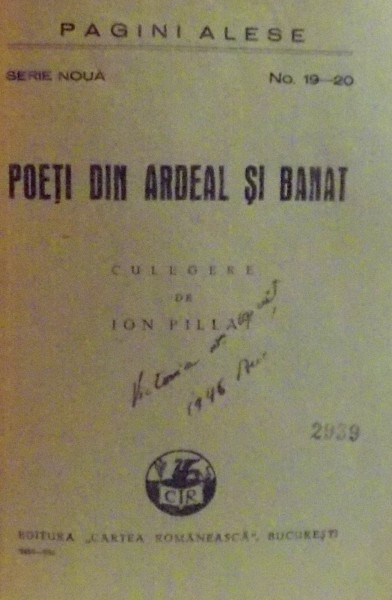 PAGINI ALESE
SERIE NOUĂ No. 19—20
POEȚI DIN ARDEAL ȘI BANAT
CULEGERE
DE
ION PILLAT
1946
2939
CTR
EDITURA „CARTEA ROMÂNEASCĂ", BUCUREȘTI